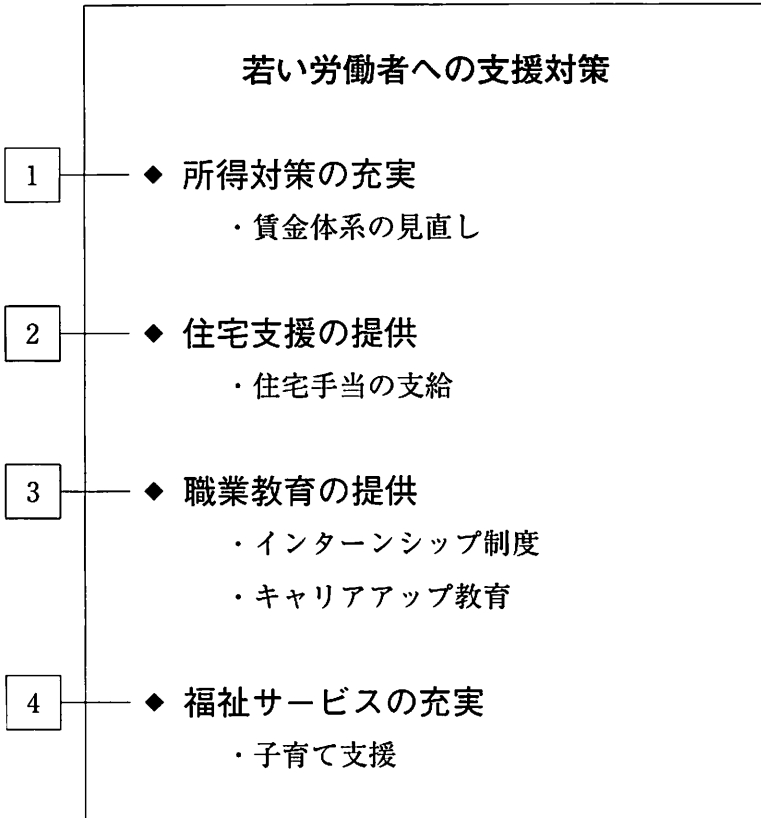 若い労働者への支援対策
1 ◆ 所得対策の充実
・賃金体系の見直し
2 ◆ 住宅支援の提供
・住宅手当の支給
3 ◆ 職業教育の提供
・インターンシップ制度
・キャリアアップ教育
4 ◆ 福祉サービスの充実
・子育て支援